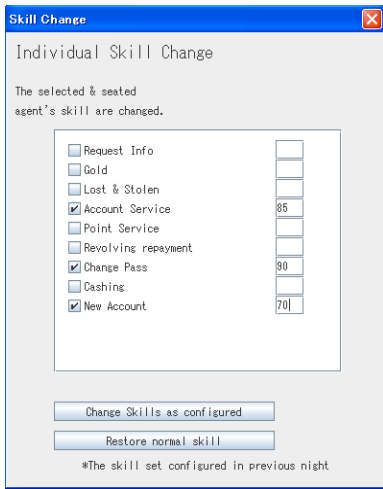 Skill Change
Individual Skill Change
The selected & seated
agent's skill are changed.
Request Info
Gold
Lost & Stolen
Account Service 85
Point Service
Revolving repayment
Change Pass 90
Cashing
New Account 70
Change Skills as configured
Restore normal skill
*The skill set configured in previous night